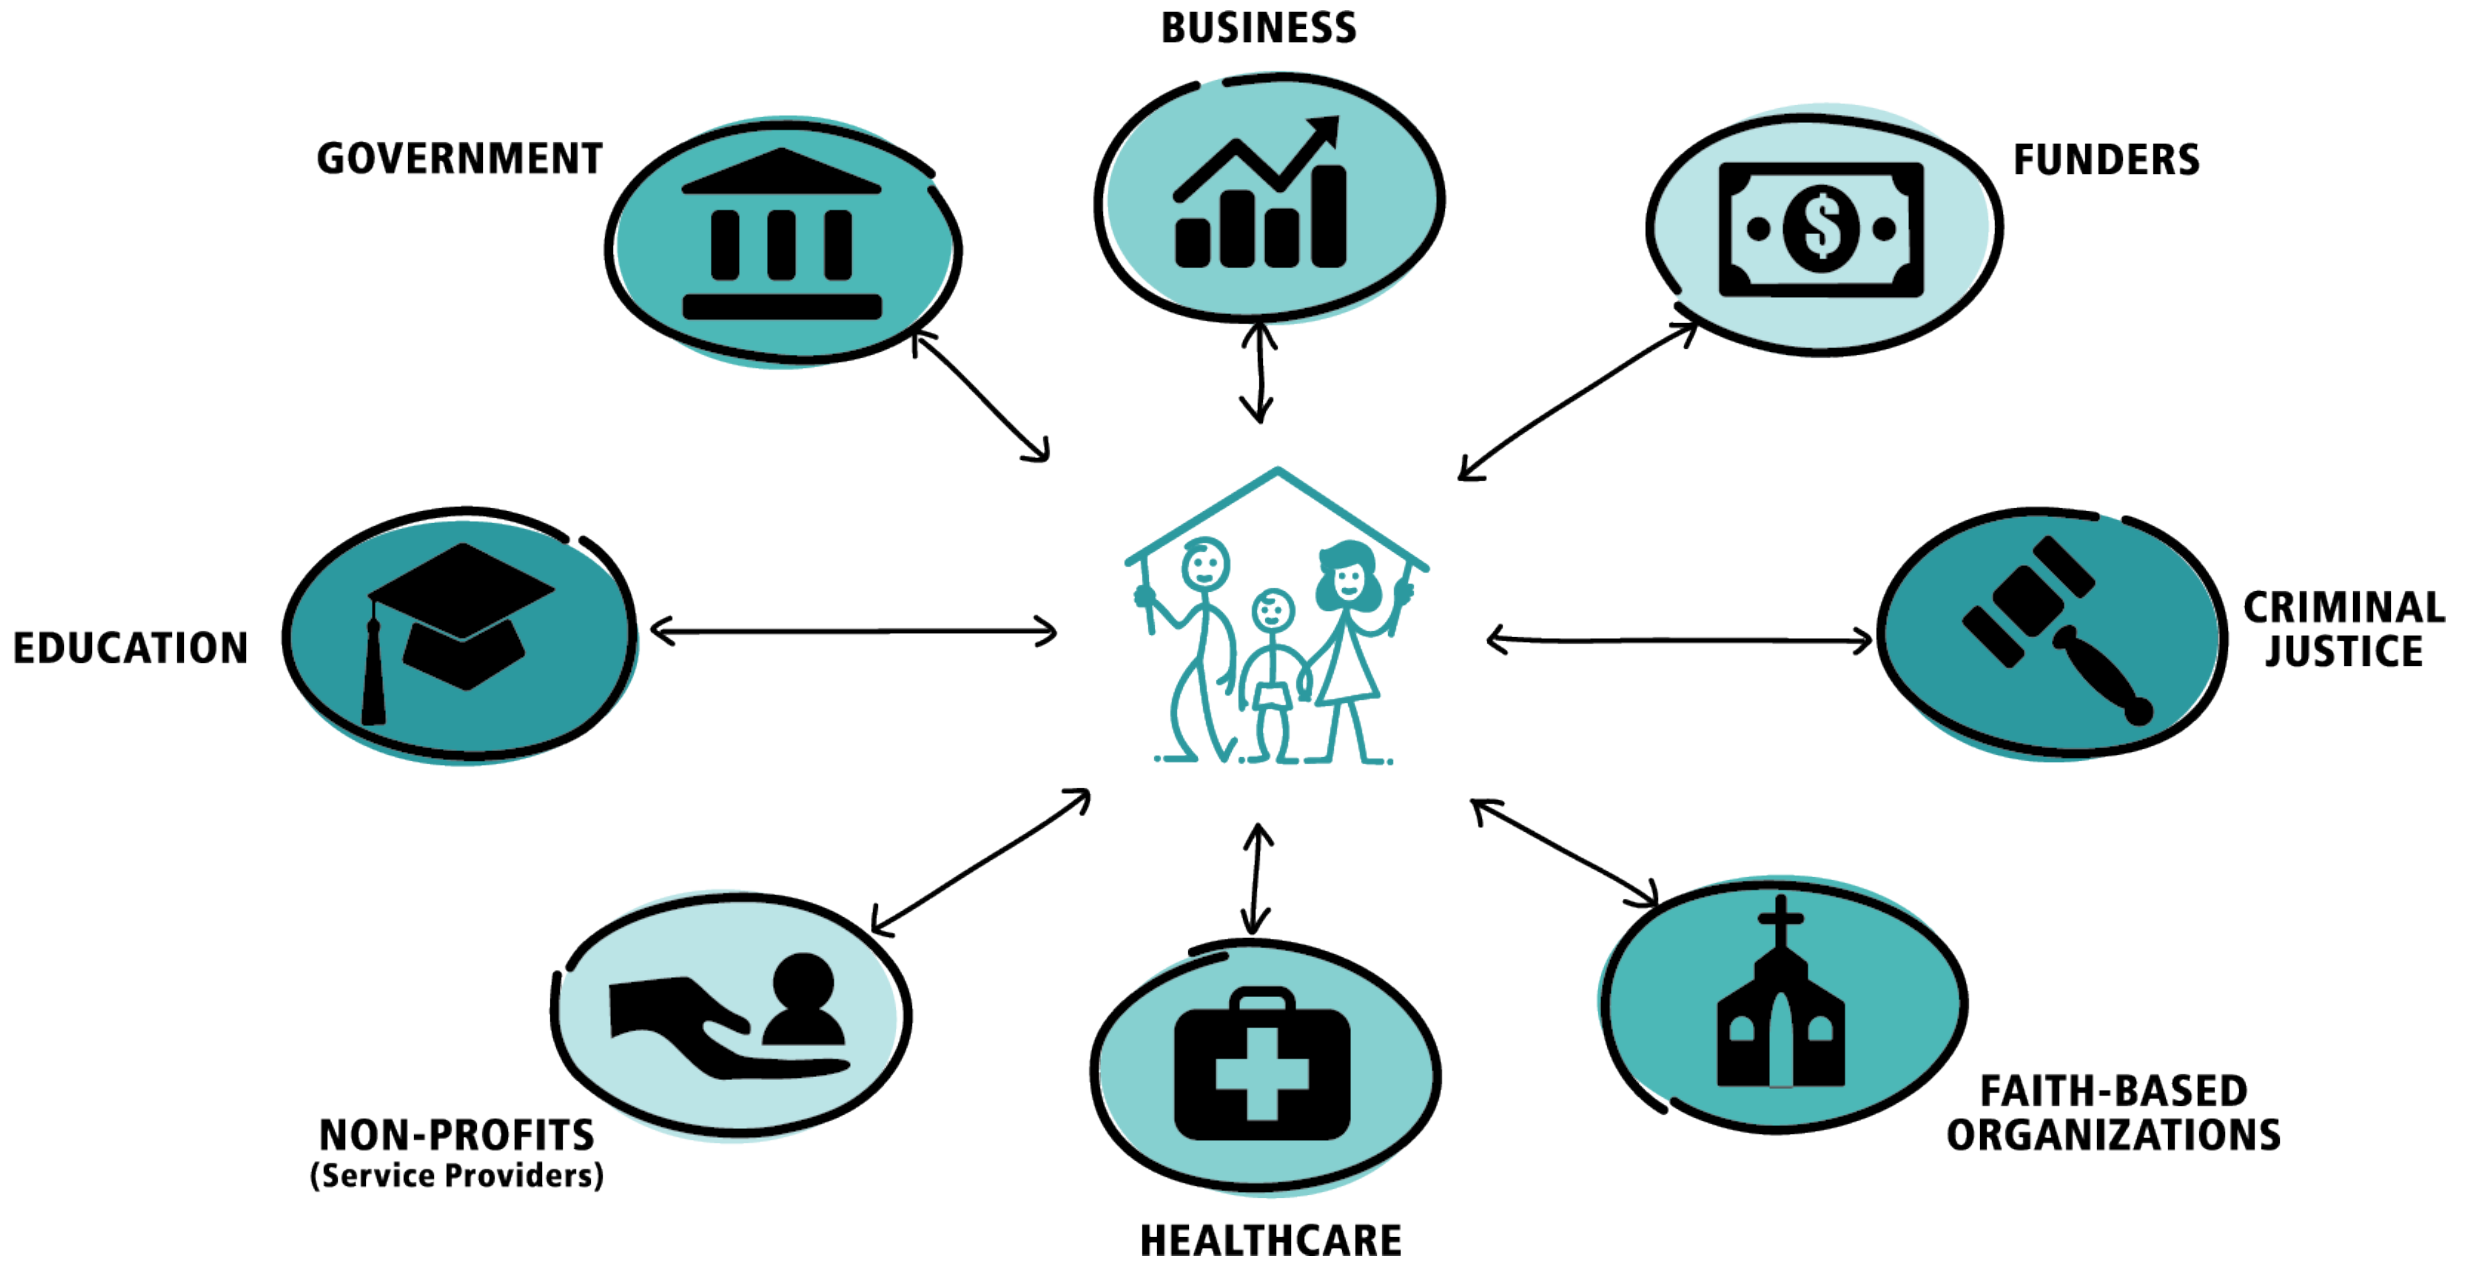 BUSINESS
GOVERNMENT
FUNDERS
$
EDUCATION
CRIMINAL
JUSTICE
NON-PROFITS
(Service Providers)
FAITH-BASED
ORGANIZATIONS
HEALTHCARE